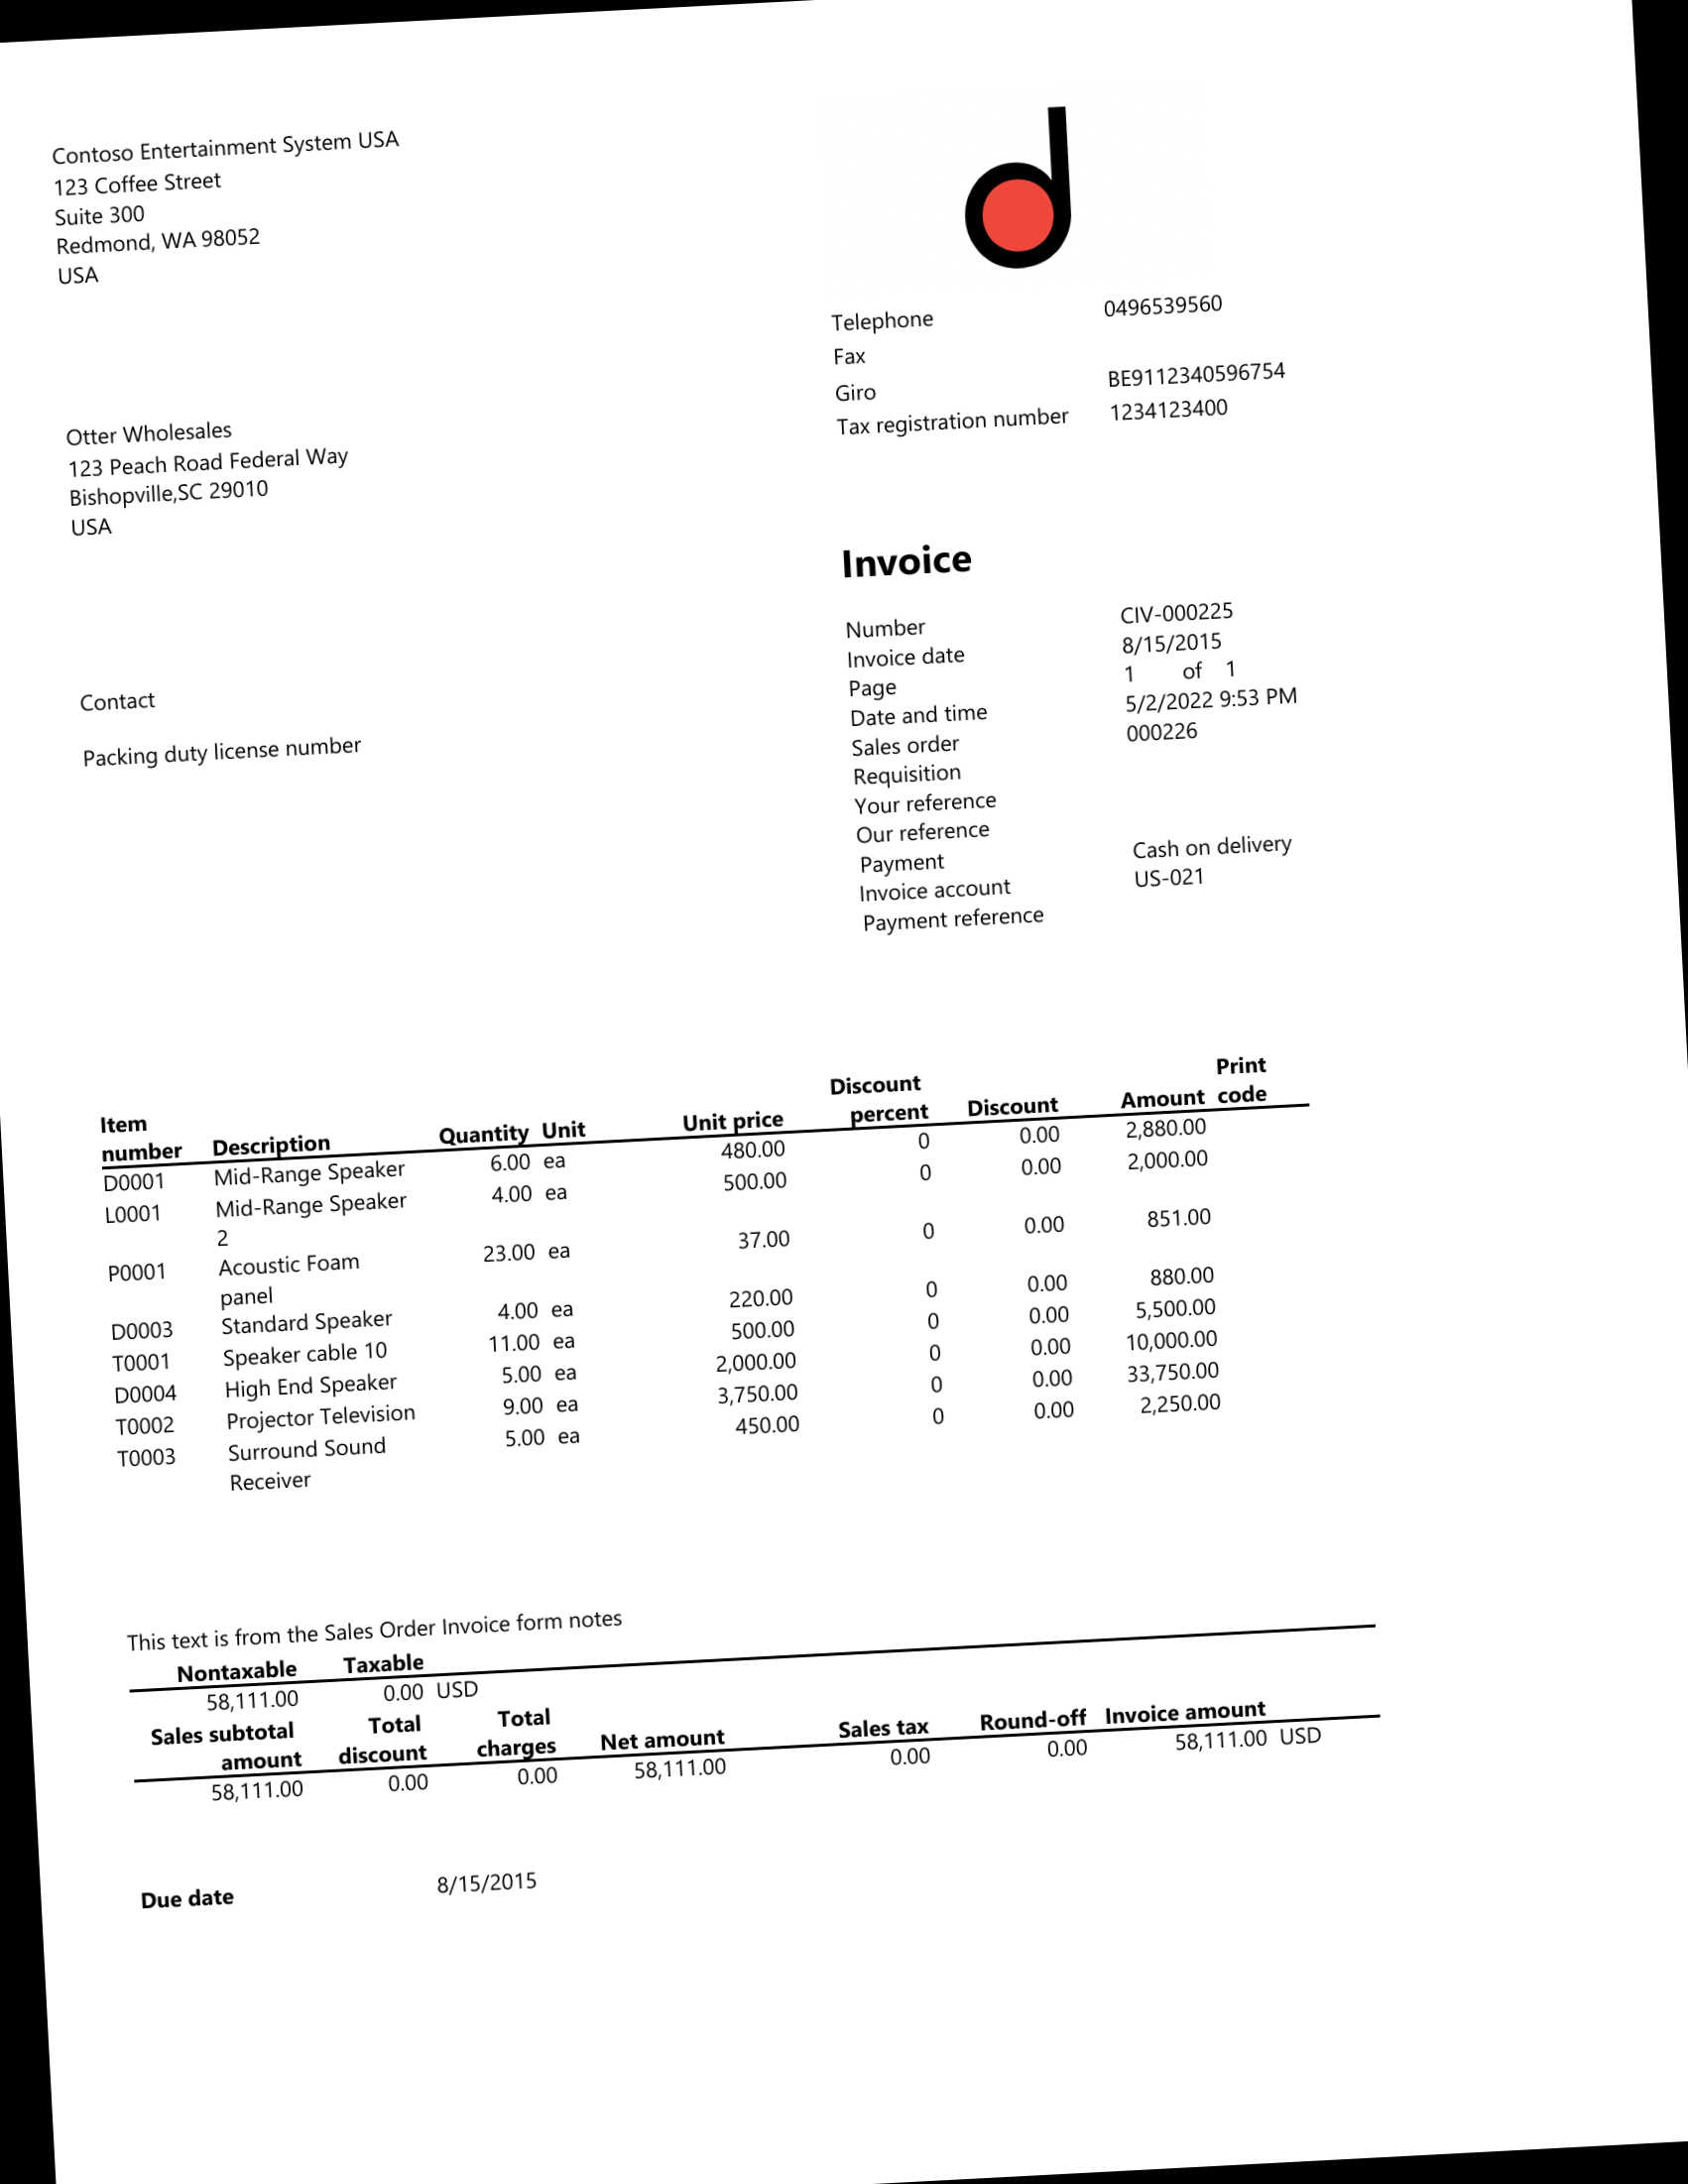 Contoso Entertainment System USA
123 Coffee Street
Suite 300
Redmond, WA 98052
USA
Telephone 0496539560
Fax
Giro BE9112340596754
Tax registration number 1234123400
Otter Wholesales
123 Peach Road Federal Way
Bishopville,SC 29010
USA
Invoice
Number CIV-000225
Invoice date 8/15/2015
Page 1 of 1
Date and time 5/2/2022 9:53 PM
Sales order 000226
Requisition
Your reference
Our reference
Payment Cash on delivery
Invoice account US-021
Payment reference
Contact
Packing duty license number
Item Discount Print
number Description Quantity Unit Unit price percent Discount Amount code
D0001 Mid-Range Speaker 6.00 ea 480.00 0 0.00 2,880.00
L0001 Mid-Range Speaker 4.00 ea 500.00 0 0.00 2,000.00
2
P0001 Acoustic Foam 23.00 ea 37.00 0 0.00 851.00
panel
D0003 Standard Speaker 4.00 ea 220.00 0 0.00 880.00
T0001 Speaker cable 10 11.00 ea 500.00 0 0.00 5,500.00
D0004 High End Speaker 5.00 ea 2,000.00 0 0.00 10,000.00
T0002 Projector Television 9.00 ea 3,750.00 0 0.00 33,750.00
T0003 Surround Sound 5.00 ea 450.00 0 0.00 2,250.00
Receiver
This text is from the Sales Order Invoice form notes
Nontaxable Taxable
58,111.00 0.00 USD
Sales subtotal Total Total
amount discount charges Net amount Sales tax Round-off Invoice amount
58,111.00 0.00 0.00 58,111.00 0.00 0.00 58,111.00 USD
Due date 8/15/2015